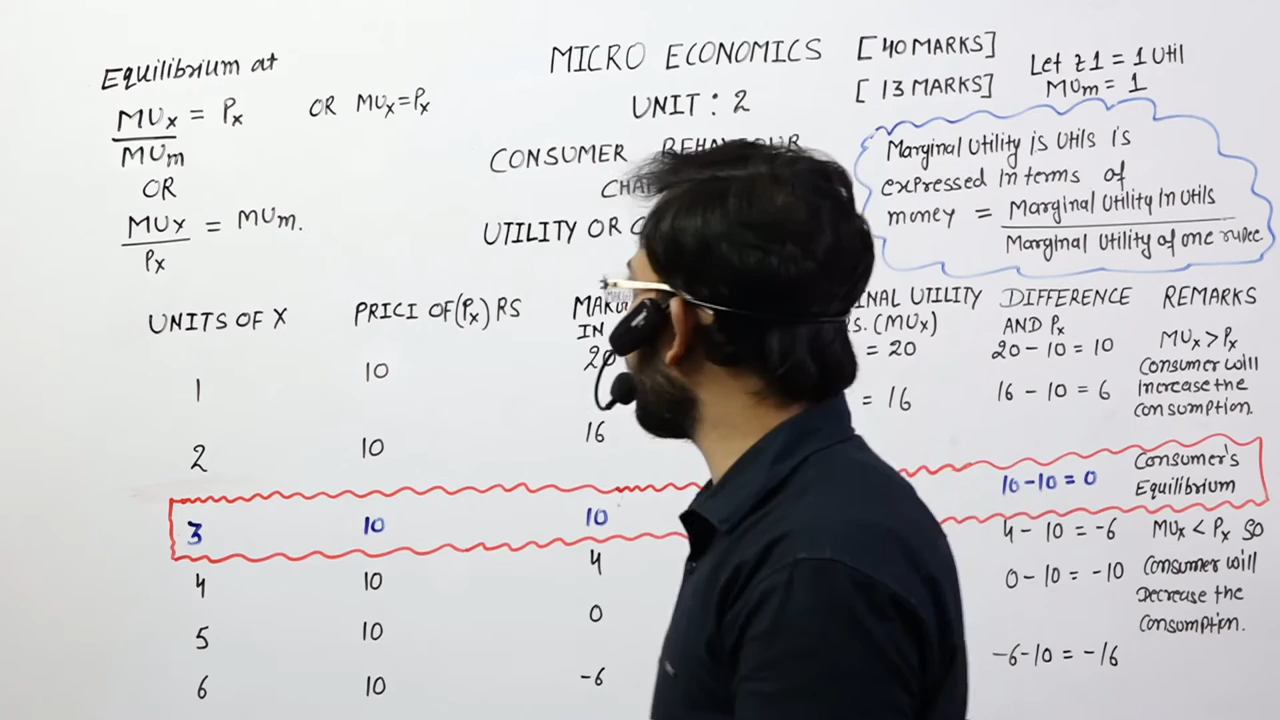 MICRO ECONOMICS [40 MARKS]
UNIT : 2 [13 MARKS]
CONSUMER BEHAVIOUR
UTILITY OR
Equilibrium at
MUx = Px OR MUx = Px
MUm
OR
MUx = MUm.
Px
Let ₹1 = 1 Util
MUm = 1
Marginal Utility is Utils is
expressed in terms of
money = Marginal Utility In Utils
Marginal Utility of one rupee
UNITS OF X PRICI OF(Px) RS IN UTILITY DIFFERENCE REMARKS
(MUx) AND Px
1 10 20 = 20 20 - 10 = 10 MUx > Px
Consumer will
increase the
consumption.
2 10 16 = 16 16 - 10 = 6
3 10 10 10 - 10 = 0 Consumer's
Equilibrium
4 10 4 4 - 10 = -6 MUx < Px so
5 10 0 0 - 10 = -10 Consumer will
Decrease the
consumption.
6 10 -6 -6 - 10 = -16